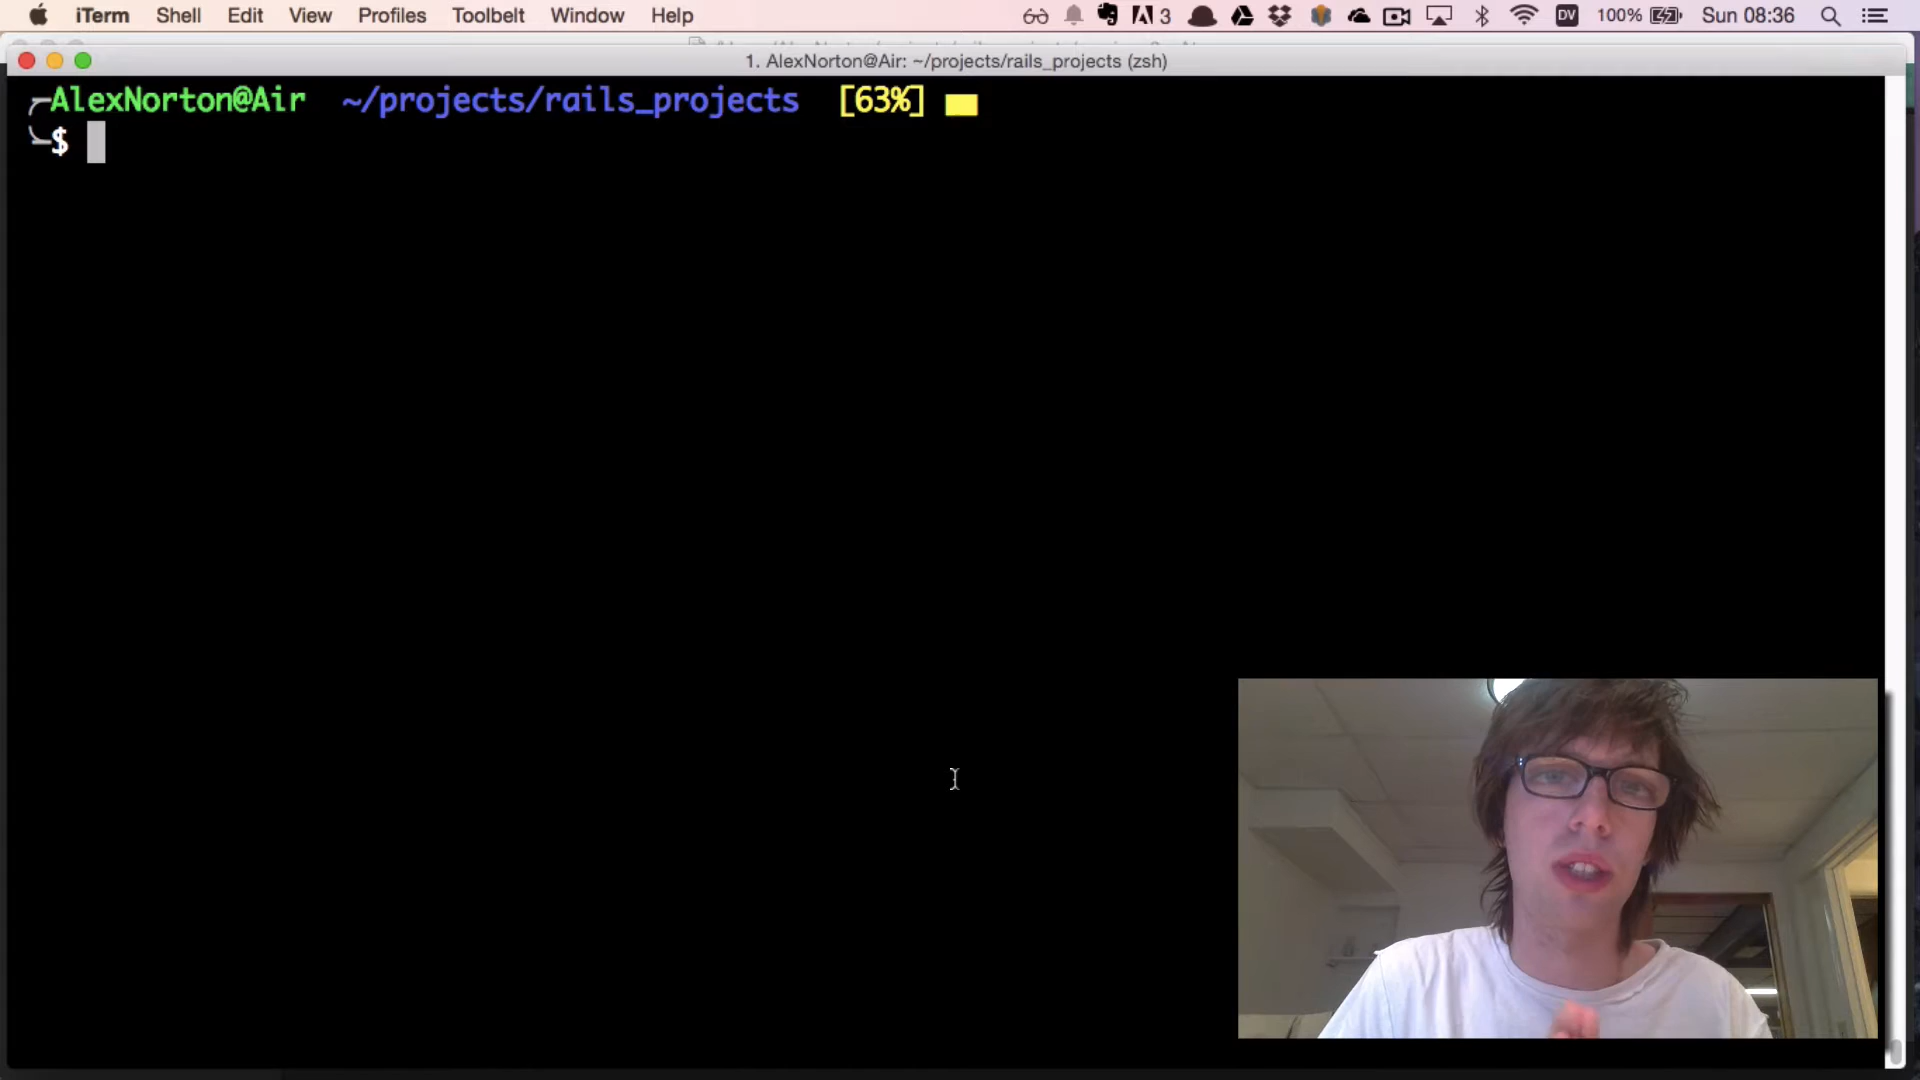 iTerm Shell Edit View Profiles Toolbelt Window Help 3 DV 100% Sun 08:36
1. AlexNorton@Air: ~/projects/rails_projects (zsh)
AlexNorton@Air ~/projects/rails_projects [63%]
$